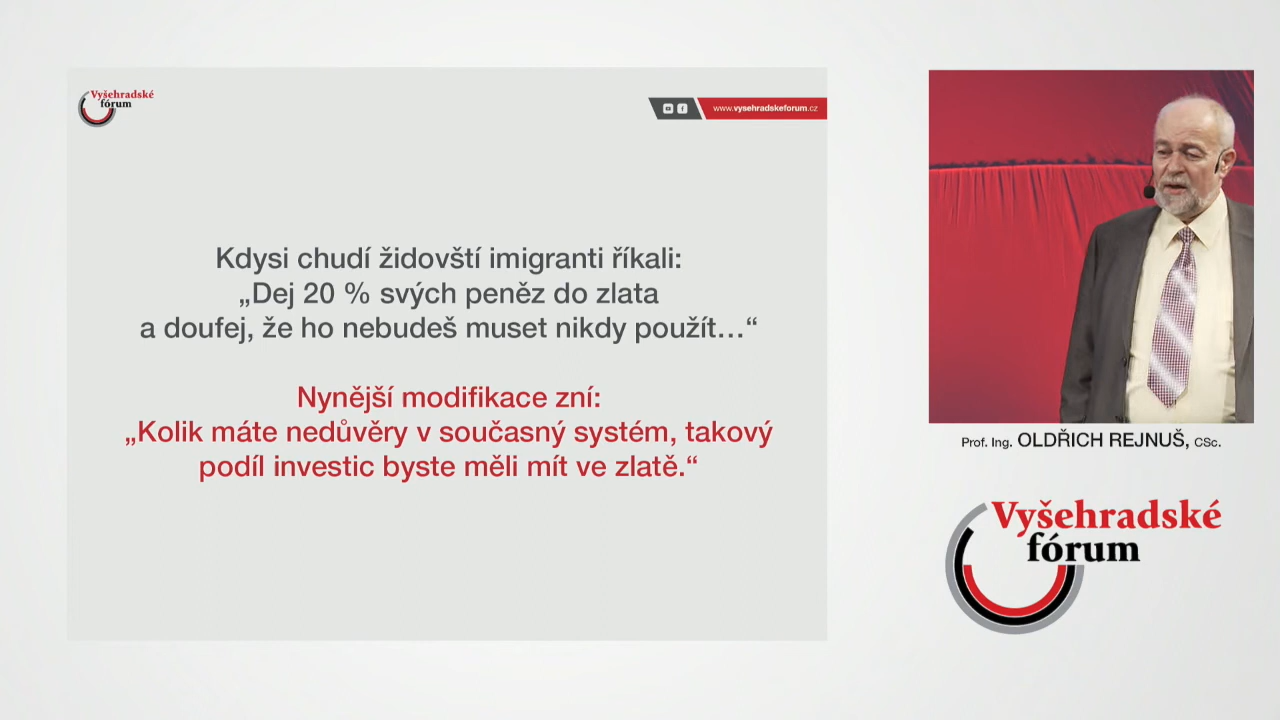 Vyšehradské
fórum
www.vysehradskeforum.cz
Kdysi chudí židovští imigranti říkali:
„Dej 20 % svých peněz do zlata
a doufej, že ho nebudeš muset nikdy použít…“
Nynější modifikace zní:
„Kolik máte nedůvěry v současný systém, takový
podíl investic byste měli mít ve zlatě.“
Prof. Ing. OLDŘICH REJNUŠ, CSc.
Vyšehradské
fórum